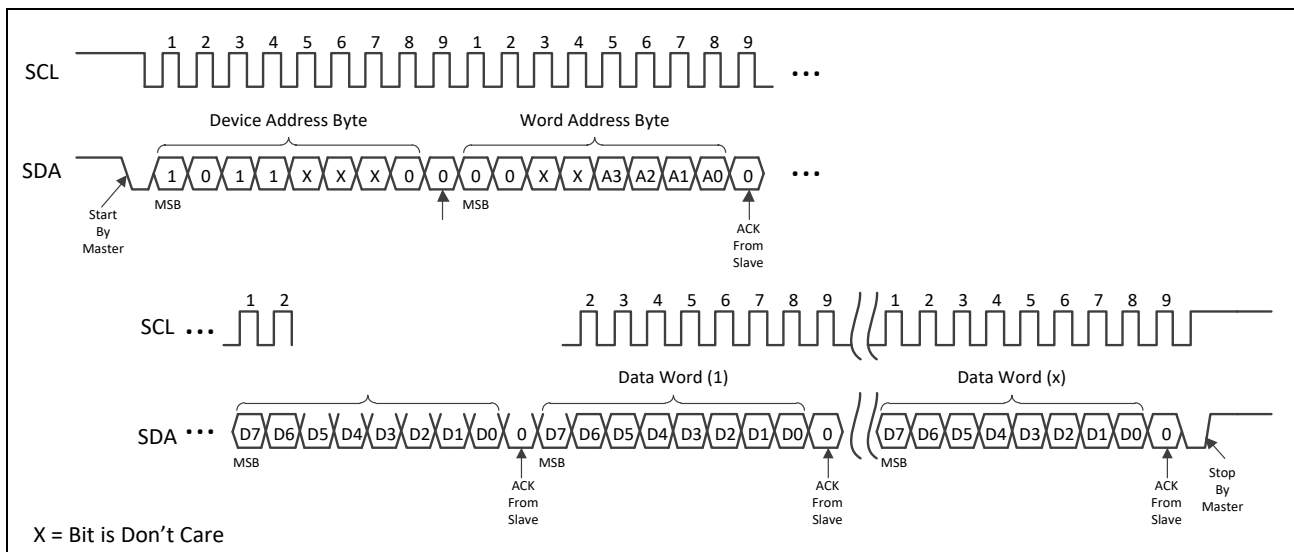 1 2 3 4 5 6 7 8 9 1 2 3 4 5 6 7 8 9
SCL ...
Device Address Byte Word Address Byte
SDA 1 0 1 1 X X X 0 0 0 0 X X A3 A2 A1 A0 0 ...
MSB MSB
Start
By
Master
ACK
From
Slave
1 2 2 3 4 5 6 7 8 9 1 2 3 4 5 6 7 8 9
SCL ...
Data Word (1) Data Word (x)
SDA ... D7 D6 D5 D4 D3 D2 D1 D0 0 D7 D6 D5 D4 D3 D2 D1 D0 0 D7 D6 D5 D4 D3 D2 D1 D0 0
MSB MSB MSB
ACK
From
Slave
ACK
From
Slave
ACK
From
Slave
Stop
By
Master
X = Bit is Don't Care